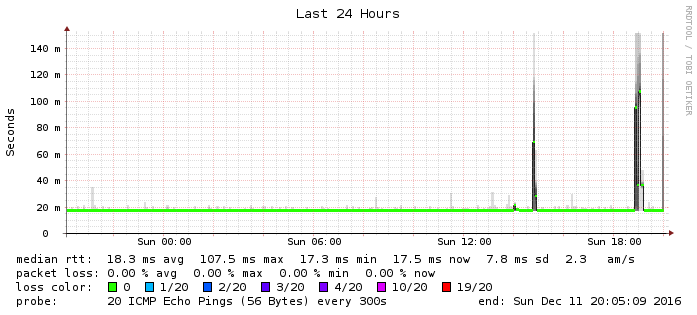 Last 24 Hours
RRDTOOL / TOBI OETIKER
Seconds
140 m
120 m
100 m
80 m
60 m
40 m
20 m
0
Sun 00:00 Sun 06:00 Sun 12:00 Sun 18:00
median rtt: 18.3 ms avg 107.5 ms max 17.3 ms min 17.5 ms now 7.8 ms sd 2.3 am/s
packet loss: 0.00 % avg 0.00 % max 0.00 % min 0.00 % now
loss color: 0 1/20 2/20 3/20 4/20 10/20 19/20
probe: 20 ICMP Echo Pings (56 Bytes) every 300s end: Sun Dec 11 20:05:09 2016